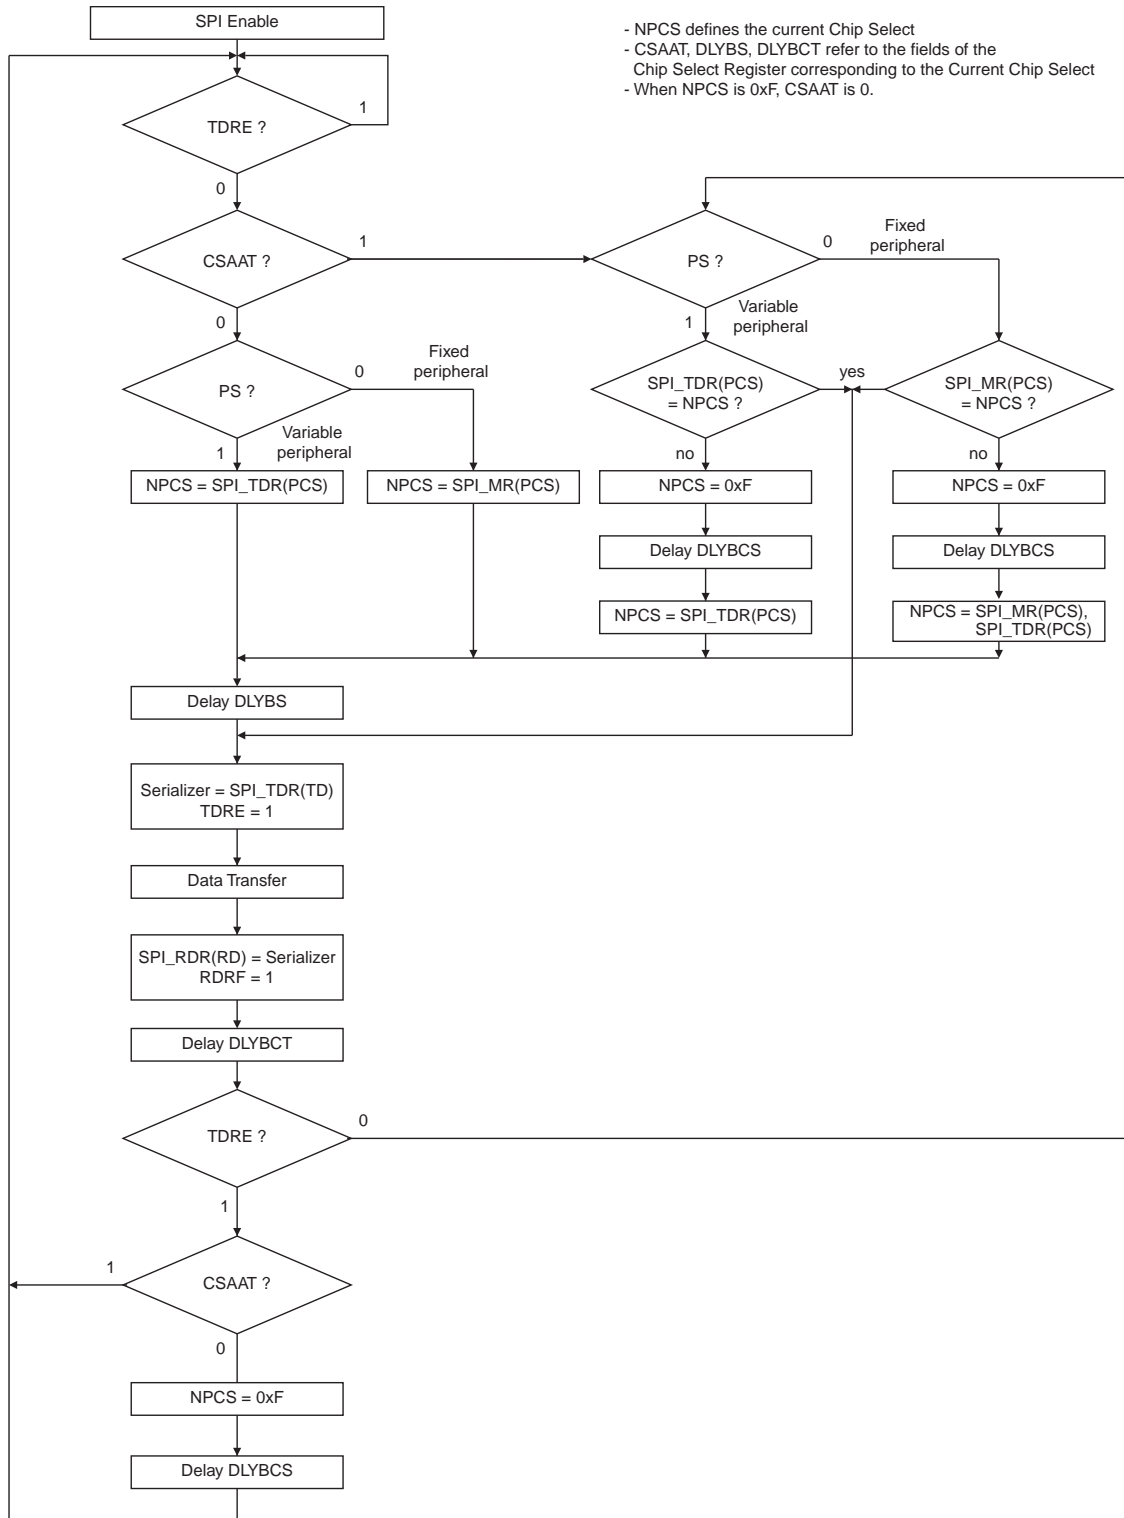 SPI Enable
- NPCS defines the current Chip Select
- CSAAT, DLYBS, DLYBCT refer to the fields of the
Chip Select Register corresponding to the Current Chip Select
- When NPCS is 0xF, CSAAT is 0.
1
TDRE ?
0
CSAAT ?
1
PS ?
0
Fixed
peripheral
0
1
Variable
peripheral
PS ?
0
Fixed
peripheral
SPI_TDR(PCS)
= NPCS ?
yes
SPI_MR(PCS)
= NPCS ?
1
Variable
peripheral
no
no
NPCS = SPI_TDR(PCS)
NPCS = SPI_MR(PCS)
NPCS = 0xF
NPCS = 0xF
Delay DLYBCS
Delay DLYBCS
NPCS = SPI_TDR(PCS)
NPCS = SPI_MR(PCS),
SPI_TDR(PCS)
Delay DLYBS
Serializer = SPI_TDR(TD)
TDRE = 1
Data Transfer
SPI_RDR(RD) = Serializer
RDRF = 1
Delay DLYBCT
TDRE ?
0
1
CSAAT ?
1
0
NPCS = 0xF
Delay DLYBCS